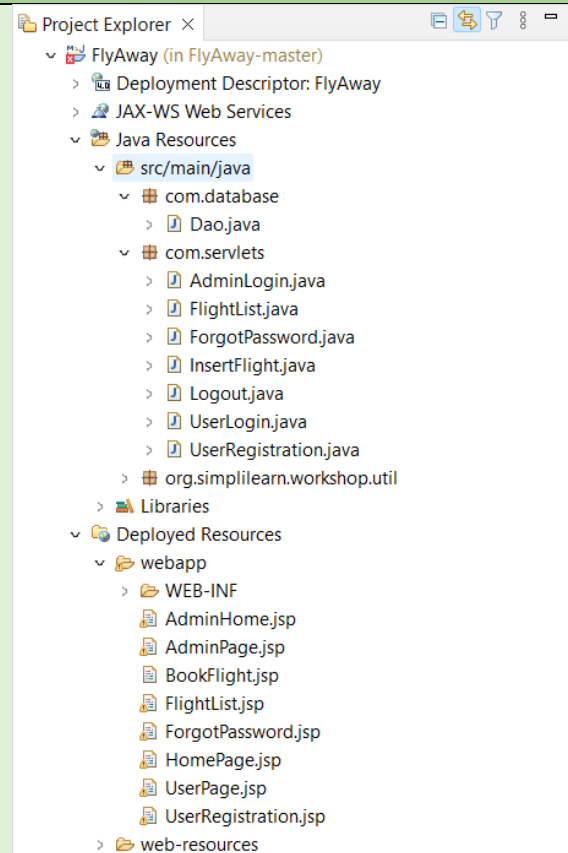 Project Explorer
FlyAway (in FlyAway-master)
Deployment Descriptor: FlyAway
JAX-WS Web Services
Java Resources
src/main/java
com.database
Dao.java
com.servlets
AdminLogin.java
FlightList.java
ForgotPassword.java
InsertFlight.java
Logout.java
UserLogin.java
UserRegistration.java
org.simplilearn.workshop.util
Libraries
Deployed Resources
webapp
WEB-INF
AdminHome.jsp
AdminPage.jsp
BookFlight.jsp
FlightList.jsp
ForgotPassword.jsp
HomePage.jsp
UserPage.jsp
UserRegistration.jsp
web-resources